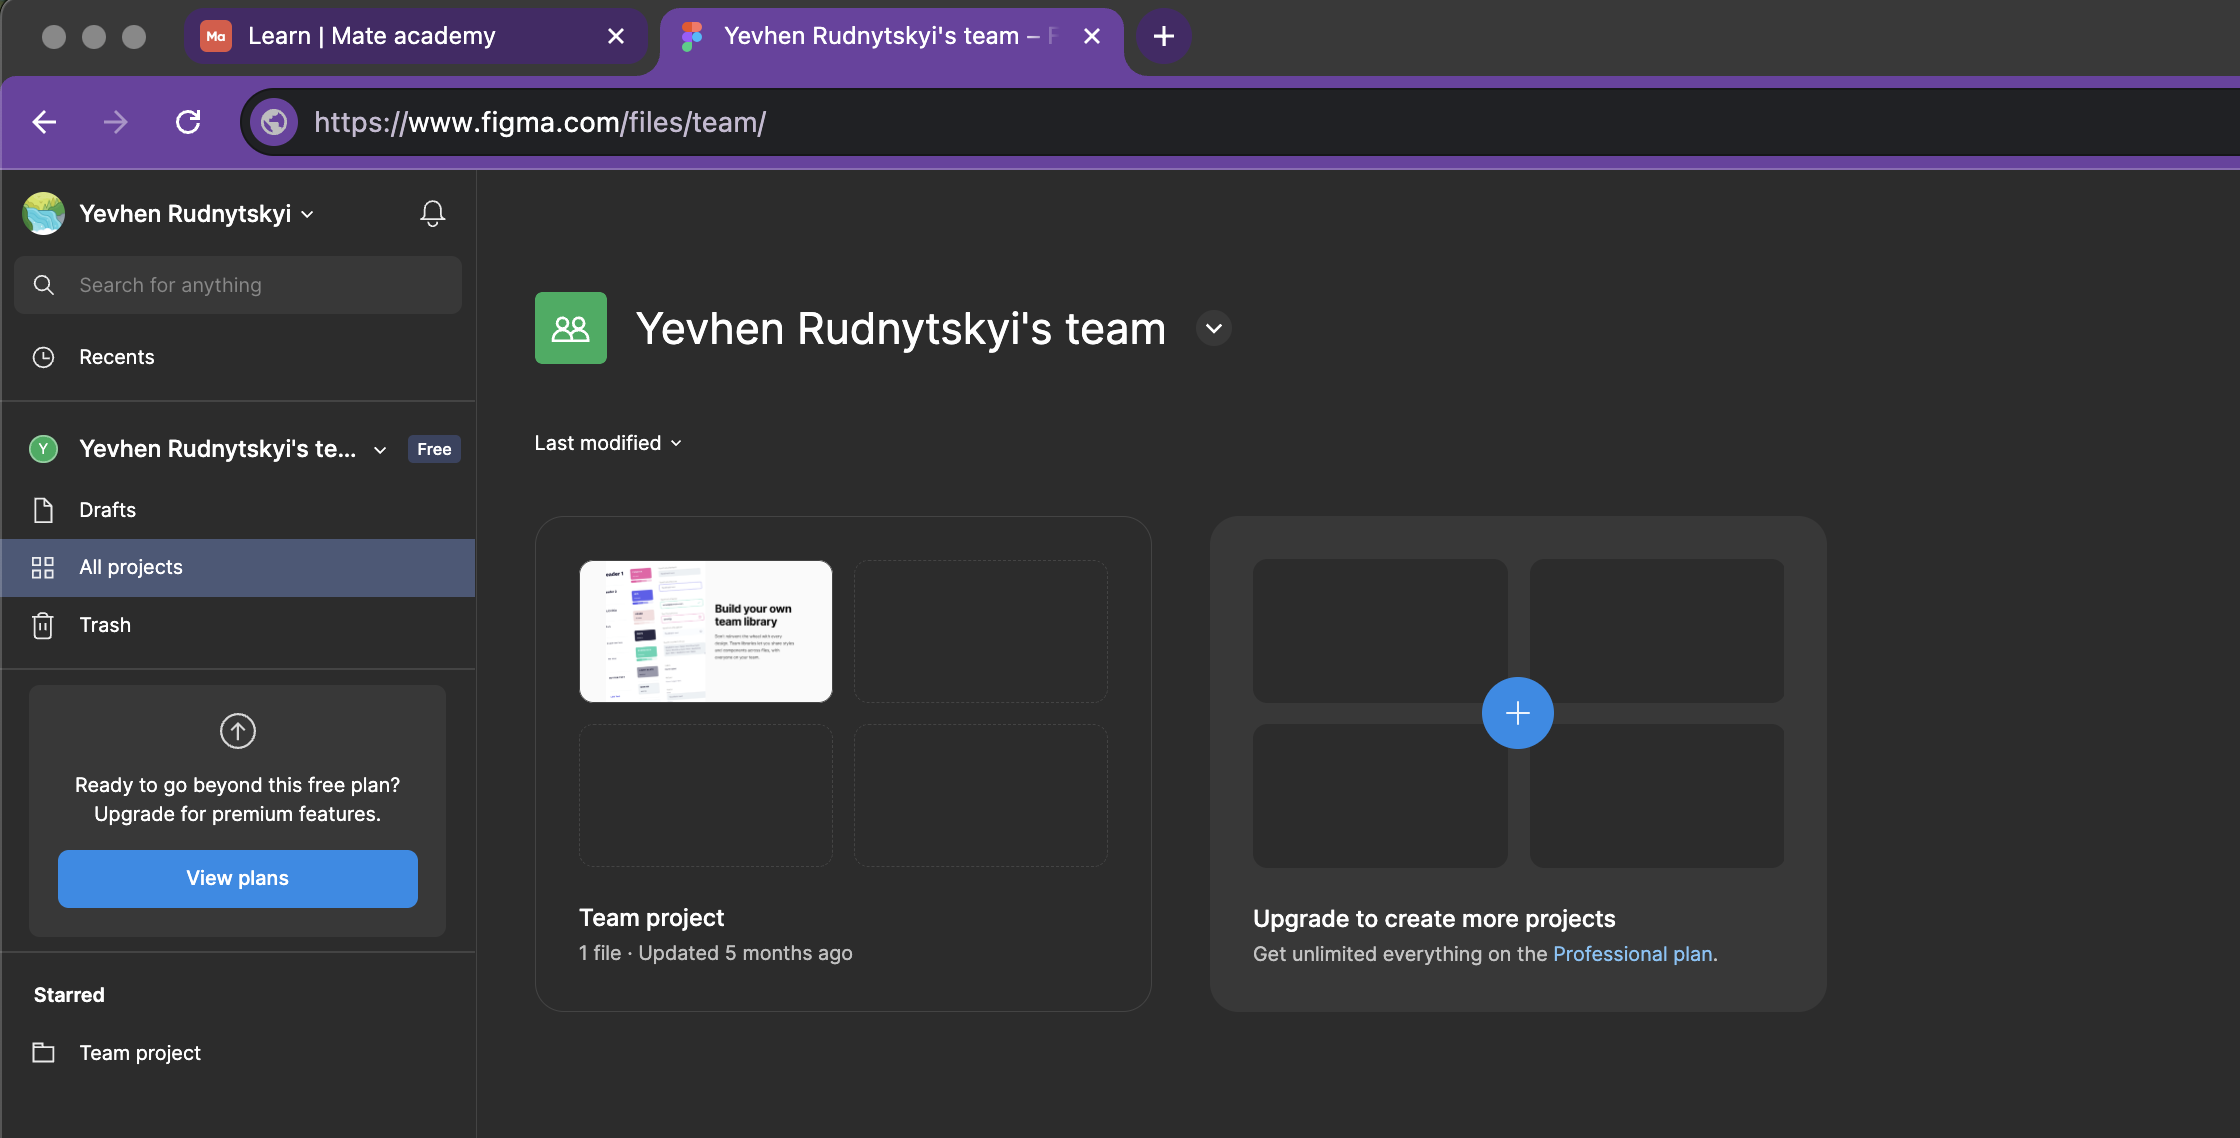 Ma
Learn | Mate academy
Yevhen Rudnytskyi's team –
https://www.figma.com/files/team/
Yevhen Rudnytskyi
Search for anything
Recents
Y
Yevhen Rudnytskyi's te...
Free
Drafts
All projects
Trash
Ready to go beyond this free plan?
Upgrade for premium features.
View plans
Starred
Team project
Yevhen Rudnytskyi's team
Last modified
Build your own
team library
Team project
1 file · Updated 5 months ago
Upgrade to create more projects
Get unlimited everything on the Professional plan.